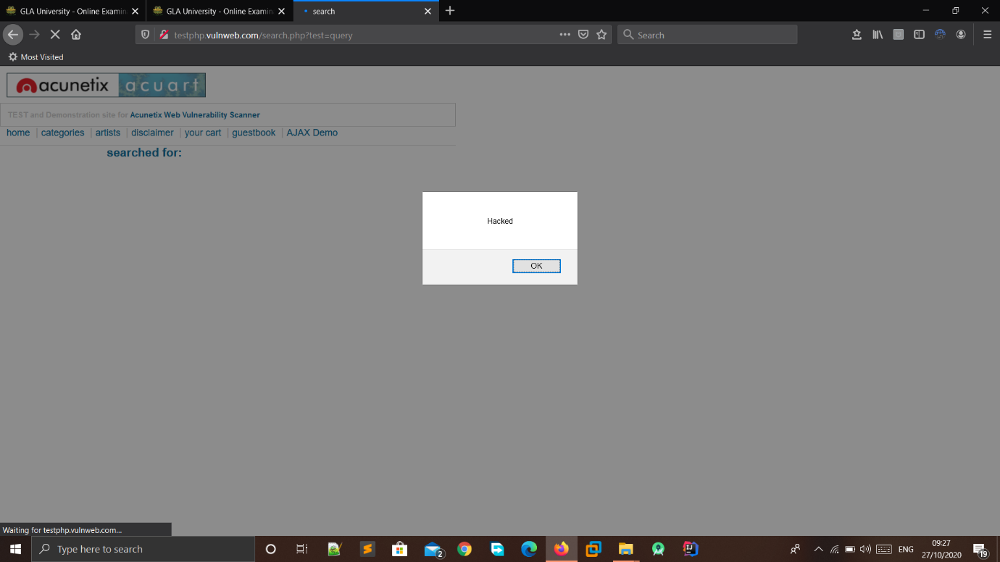 GLA University - Online Examin
GLA University - Online Examin
search
testphp.vulnweb.com/search.php?test=query
Search
Most Visited
acunetix acuart
TEST and Demonstration site for Acunetix Web Vulnerability Scanner
home | categories | artists | disclaimer | your cart | guestbook | AJAX Demo
searched for:
Hacked
OK
Waiting for testphp.vulnweb.com...
Type here to search
2
ENG
09:27
27/10/2020
19